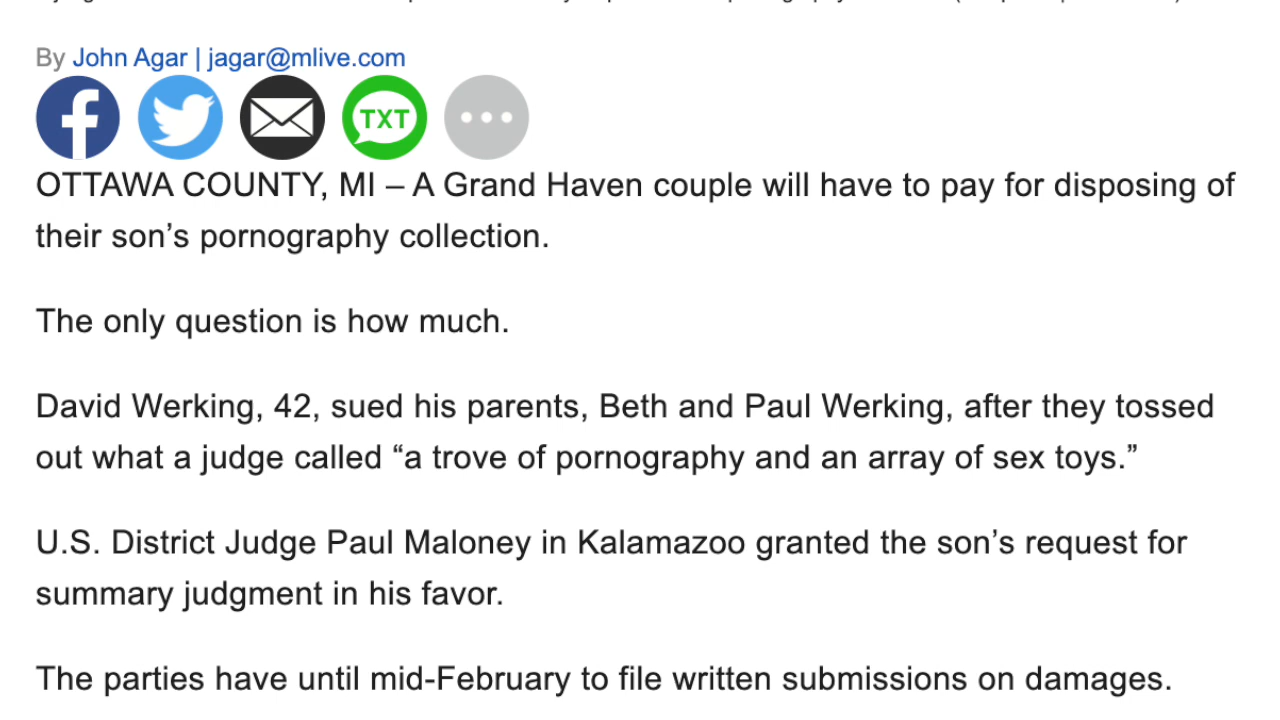 By John Agar | jagar@mlive.com
TXT
OTTAWA COUNTY, MI – A Grand Haven couple will have to pay for disposing of
their son’s pornography collection.
The only question is how much.
David Werking, 42, sued his parents, Beth and Paul Werking, after they tossed
out what a judge called “a trove of pornography and an array of sex toys.”
U.S. District Judge Paul Maloney in Kalamazoo granted the son’s request for
summary judgment in his favor.
The parties have until mid-February to file written submissions on damages.